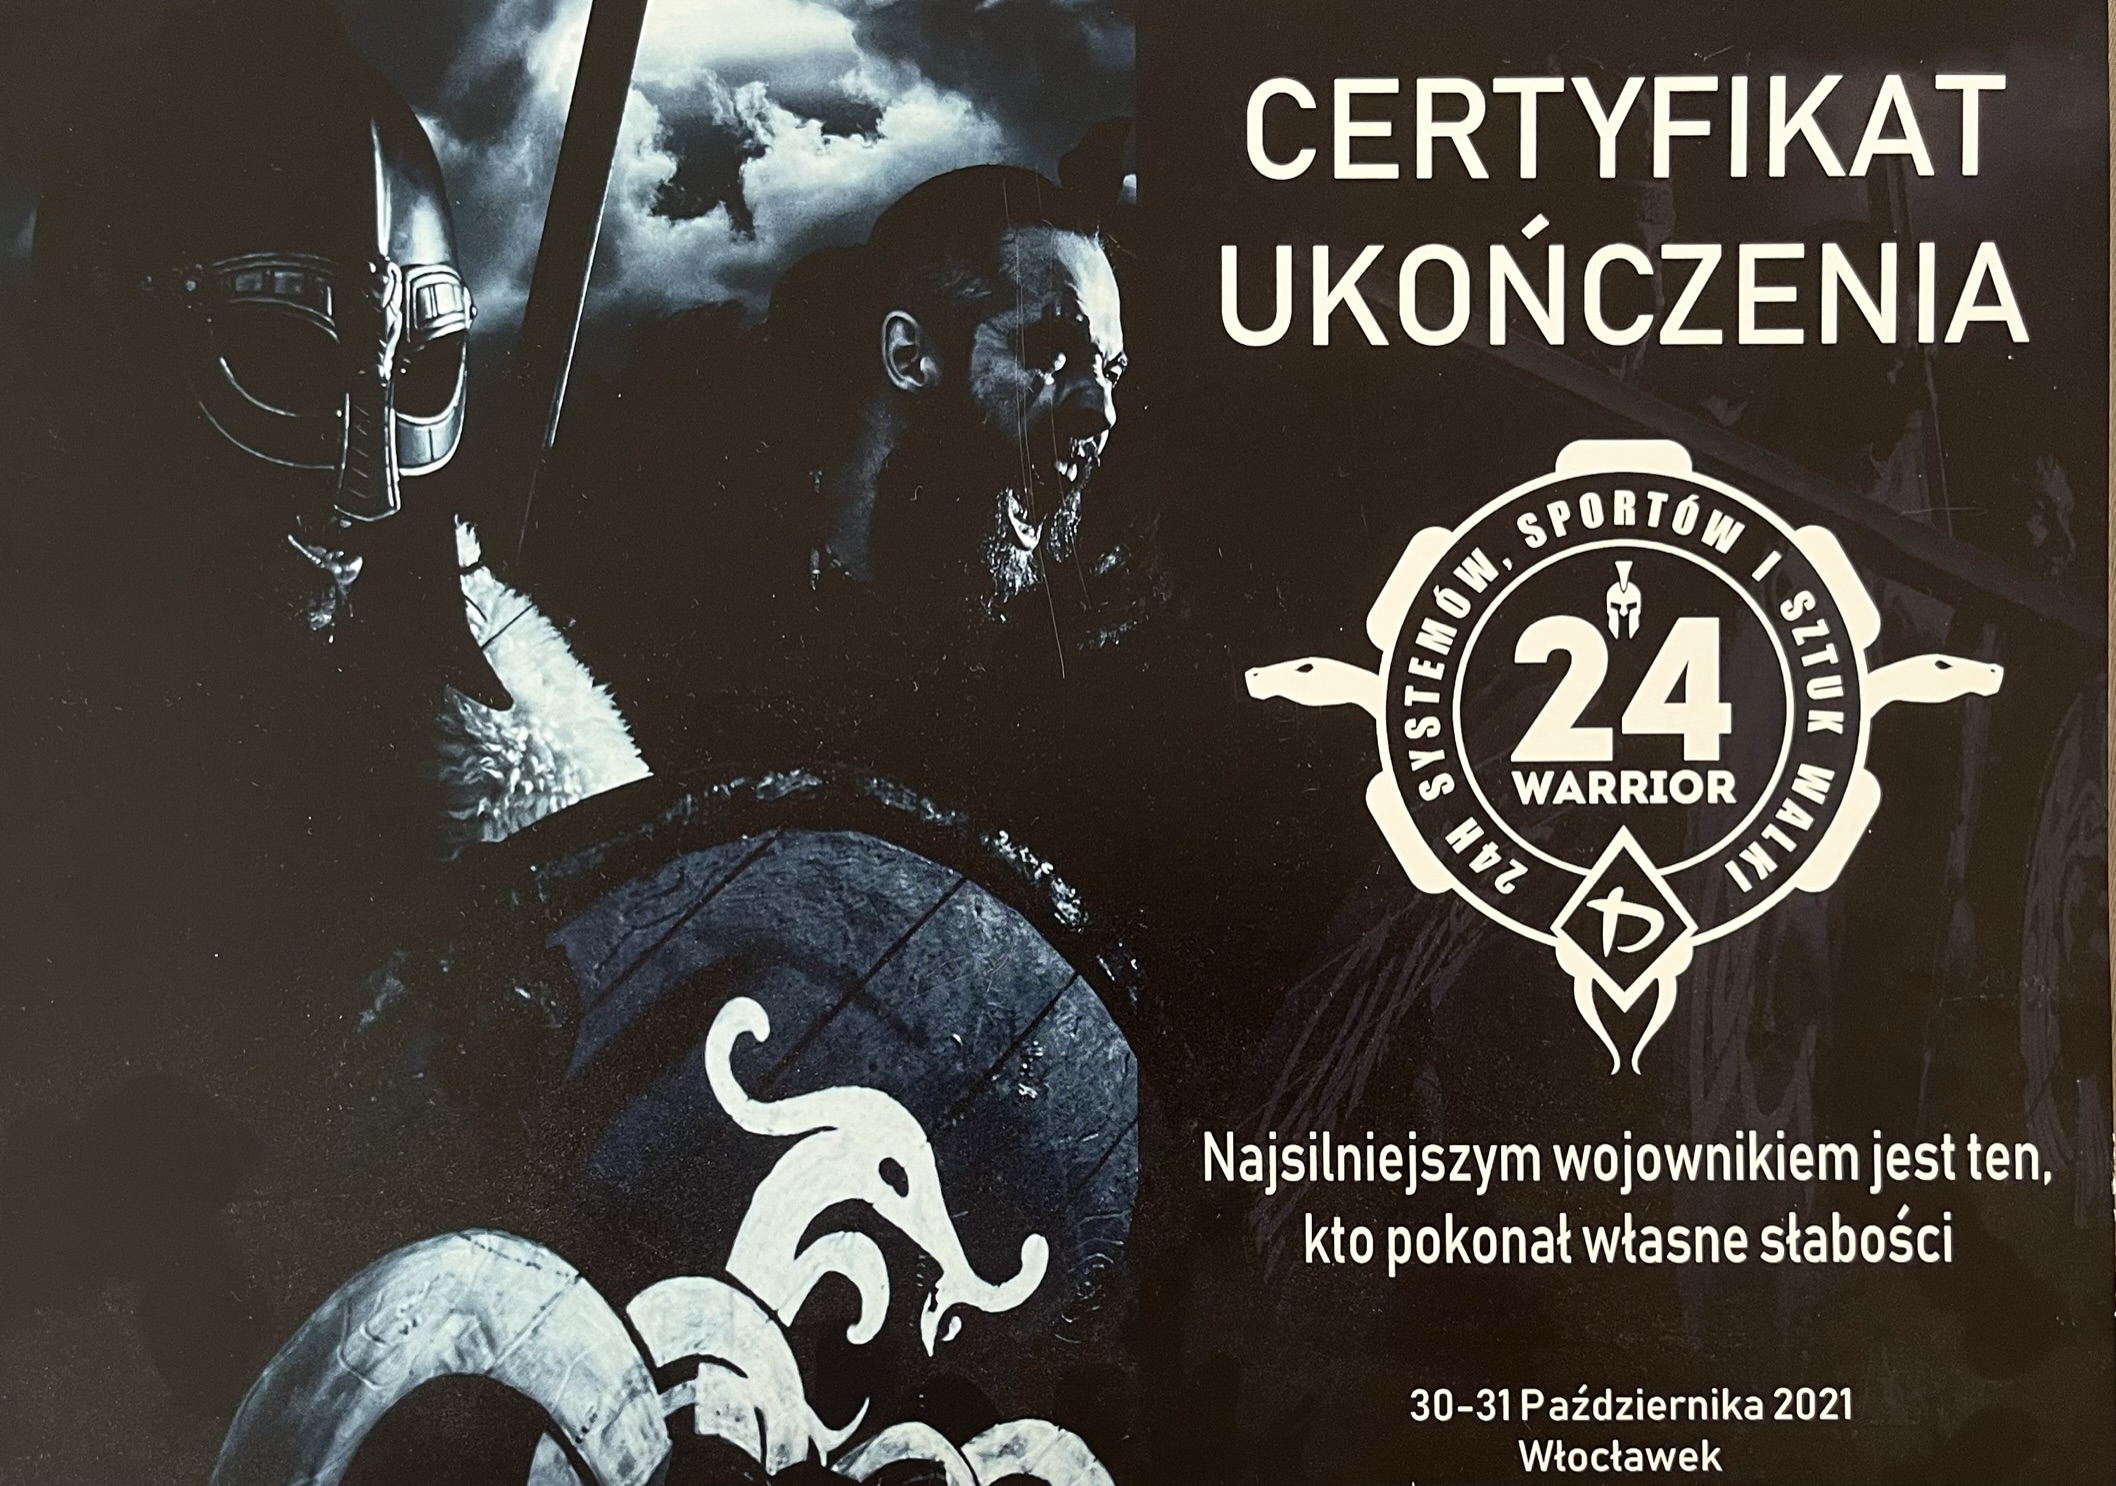 CERTYFIKAT
UKOŃCZENIA
24H SYSTEMÓW, SPORTÓW I SZTUK WALKI
24
WARRIOR
Najsilniejszym wojownikiem jest ten,
kto pokonał własne słabości
30-31 Października 2021
Włocławek